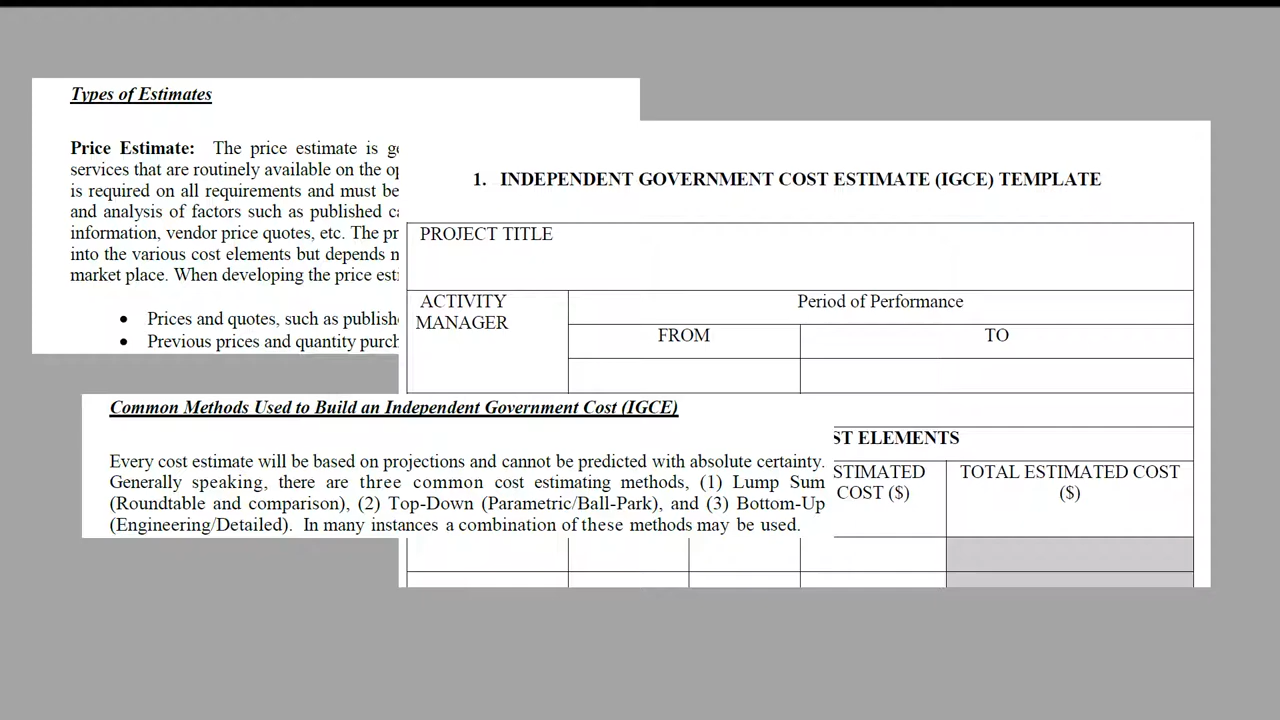 Types of Estimates
Price Estimate: The price estimate is
services that are routinely available on the
is required on all requirements and must be
and analysis of factors such as published
information, vendor price quotes, etc. The
into the various cost elements but depends
market place. When developing the price
• Prices and quotes, such as
• Previous prices and quantity
1. INDEPENDENT GOVERNMENT COST ESTIMATE (IGCE) TEMPLATE
PROJECT TITLE
ACTIVITY
MANAGER
Period of Performance
FROM
TO
Common Methods Used to Build an Independent Government Cost (IGCE)
Every cost estimate will be based on projections and cannot be predicted with absolute certainty.
Generally speaking, there are three common cost estimating methods, (1) Lump Sum
(Roundtable and comparison), (2) Top-Down (Parametric/Ball-Park), and (3) Bottom-Up
(Engineering/Detailed). In many instances a combination of these methods may be used.
ELEMENTS
COST ($)
TOTAL ESTIMATED COST
($)